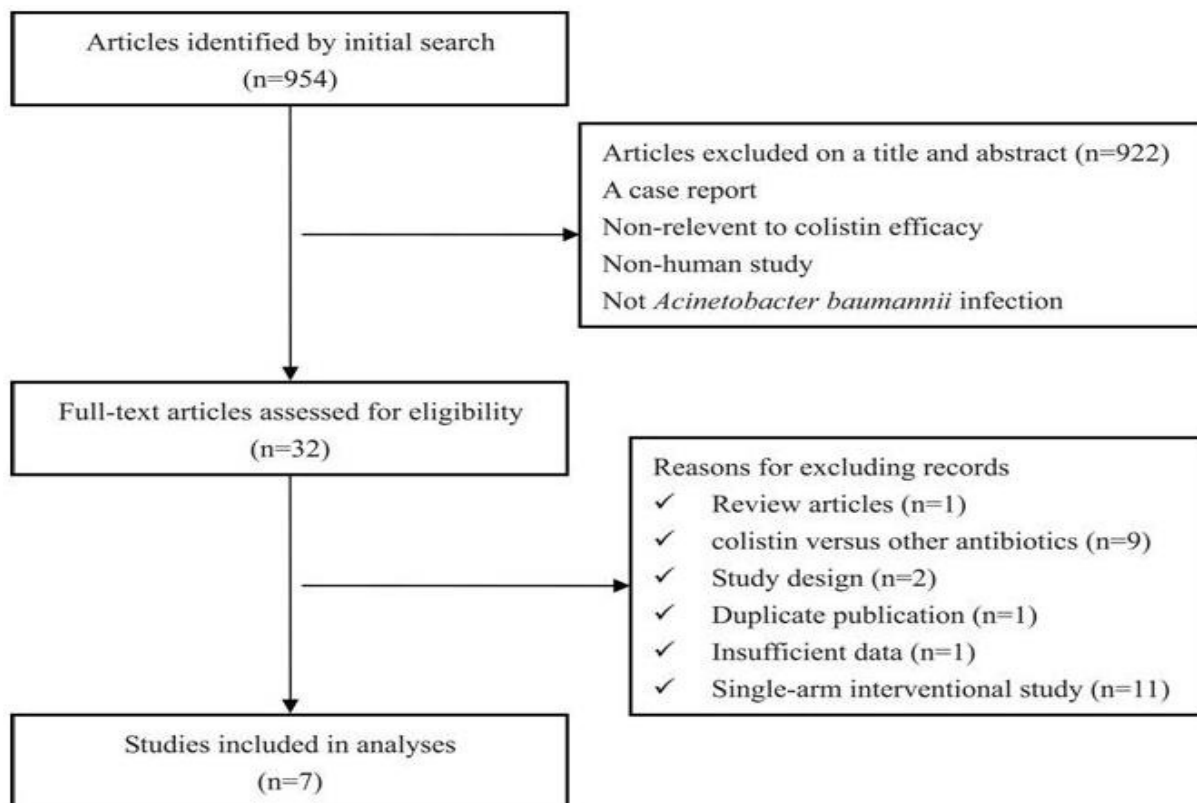 Articles identified by initial search
(n=954)
Articles excluded on a title and abstract (n=922)
A case report
Non-relevent to colistin efficacy
Non-human study
Not Acinetobacter baumannii infection
Full-text articles assessed for eligibility
(n=32)
Reasons for excluding records
✓ Review articles (n=1)
✓ colistin versus other antibiotics (n=9)
✓ Study design (n=2)
✓ Duplicate publication (n=1)
✓ Insufficient data (n=1)
✓ Single-arm interventional study (n=11)
Studies included in analyses
(n=7)